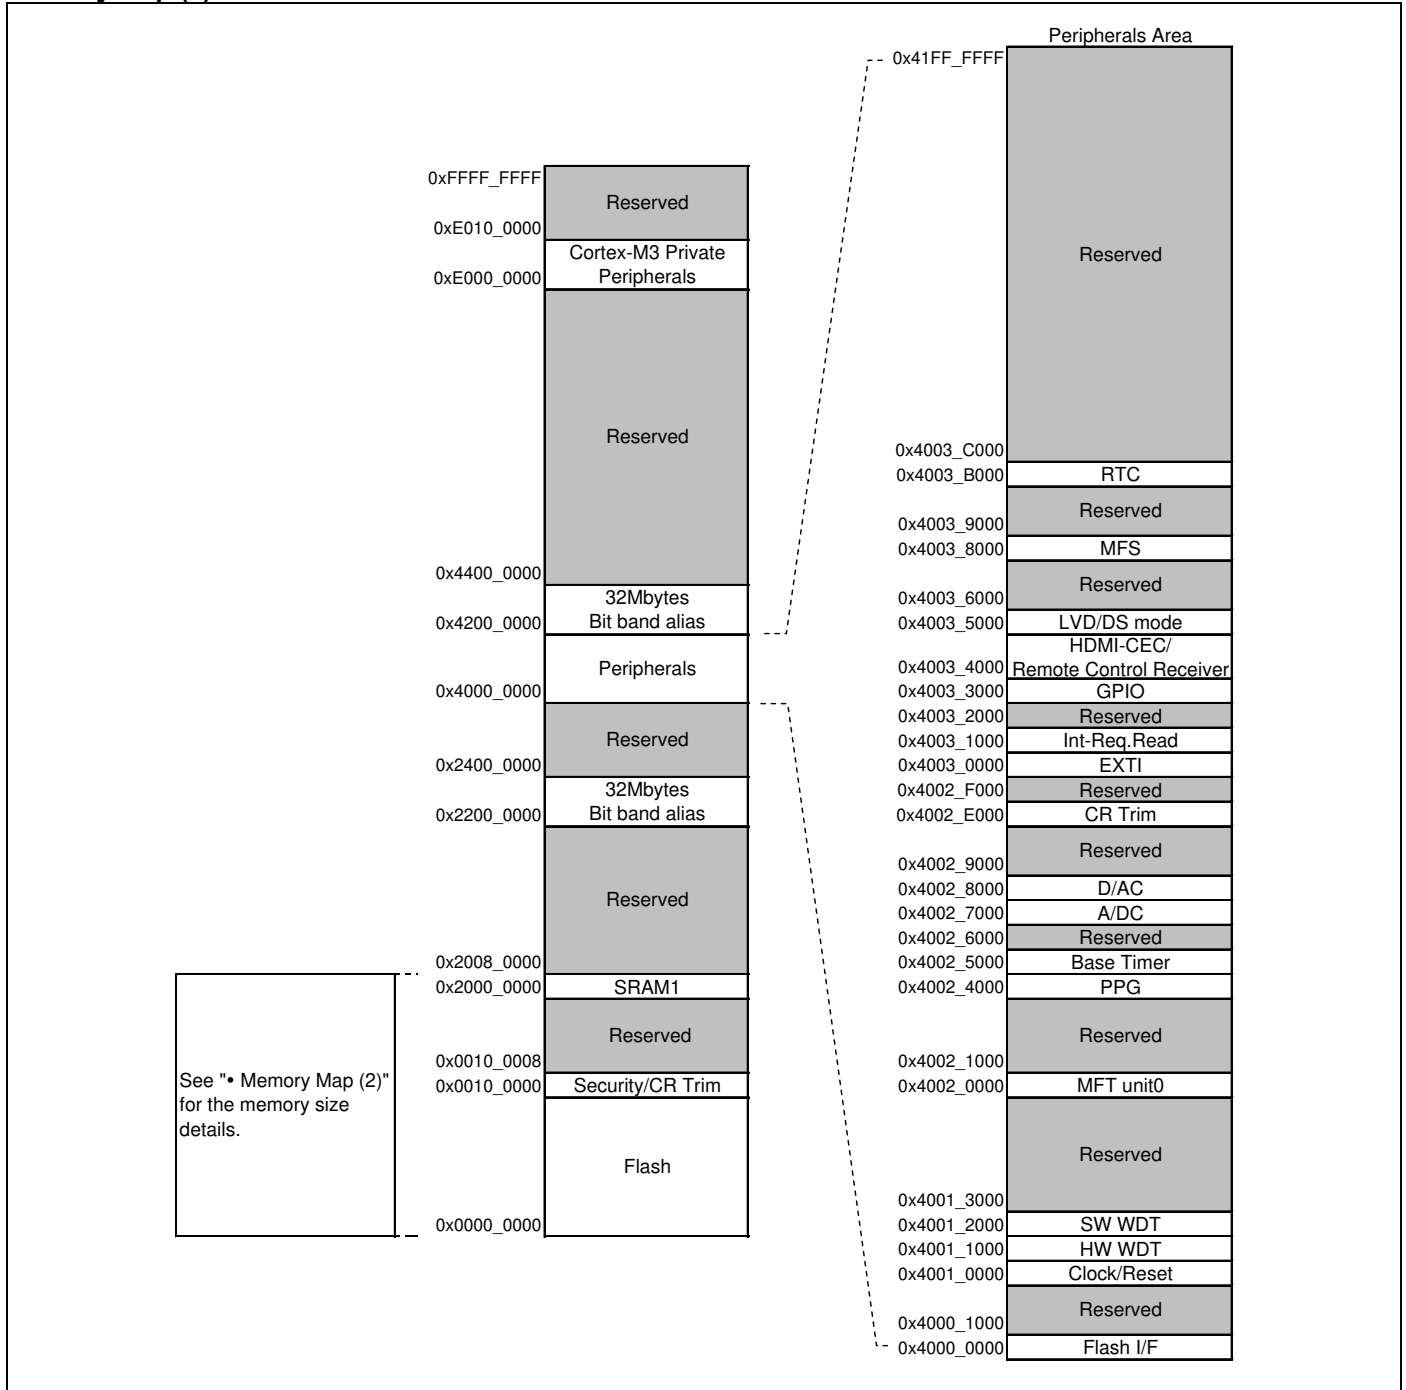 Peripherals Area
0x41FF_FFFF
Reserved
0x4003_C000
0x4003_B000 RTC
Reserved
0x4003_9000
0x4003_8000 MFS
Reserved
0x4003_6000
0x4003_5000 LVD/DS mode
HDMI-CEC/
0x4003_4000 Remote Control Receiver
0x4003_3000 GPIO
0x4003_2000 Reserved
0x4003_1000 Int-Req.Read
0x4003_0000 EXTI
0x4002_F000 Reserved
0x4002_E000 CR Trim
Reserved
0x4002_9000
0x4002_8000 D/AC
0x4002_7000 A/DC
0x4002_6000 Reserved
0x4002_5000 Base Timer
0x4002_4000 PPG
Reserved
0x4002_1000
0x4002_0000 MFT unit0
Reserved
0x4001_3000
0x4001_2000 SW WDT
0x4001_1000 HW WDT
0x4001_0000 Clock/Reset
Reserved
0x4000_1000
0x4000_0000 Flash I/F
0xFFFF_FFFF
Reserved
0xE010_0000
Cortex-M3 Private
0xE000_0000 Peripherals
Reserved
0x4400_0000
32Mbytes
0x4200_0000 Bit band alias
Peripherals
0x4000_0000
Reserved
0x2400_0000
32Mbytes
0x2200_0000 Bit band alias
Reserved
0x2008_0000
0x2000_0000 SRAM1
Reserved
0x0010_0008
0x0010_0000 Security/CR Trim
Flash
0x0000_0000
See "• Memory Map (2)"
for the memory size
details.